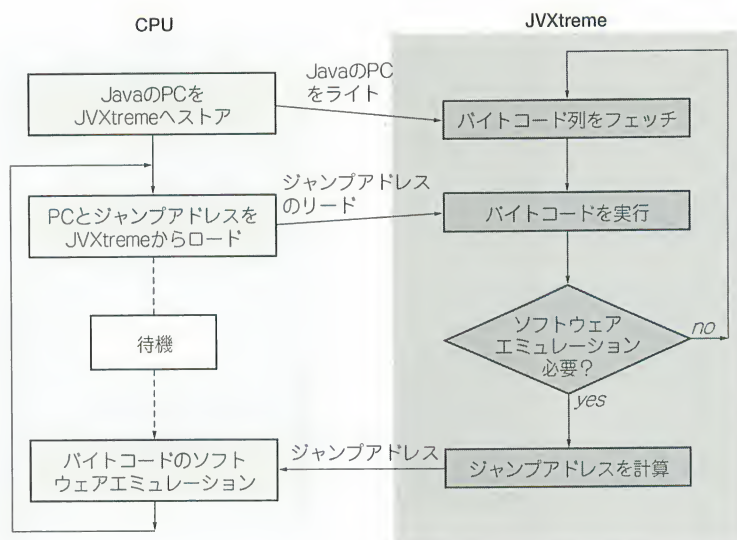 CPU
JVXtreme
JavaのPCを
JVXtremeへストア
JavaのPC
をライト
バイトコード列をフェッチ
PCとジャンプアドレスを
JVXtremeからロード
ジャンプアドレス
のリード
バイトコードを実行
待機
ソフトウェア
エミュレーション
必要?
no
yes
バイトコードのソフト
ウェアエミュレーション
ジャンプアドレス
ジャンプアドレスを計算